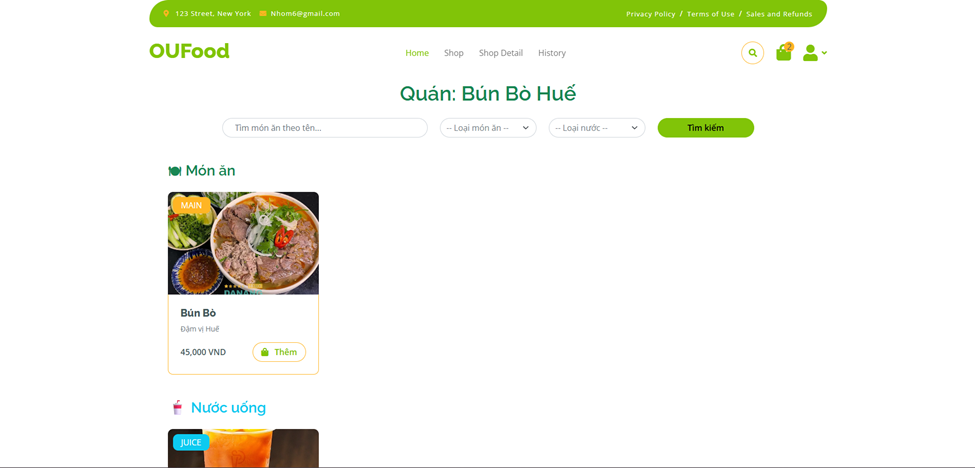 123 Street, New York Nhom6@gmail.com Privacy Policy / Terms of Use / Sales and Refunds
OUFood Home Shop Shop Detail History 2
Quán: Bún Bò Huế
Tìm món ăn theo tên... -- Loại món ăn -- -- Loại nước -- Tìm kiếm
Món ăn
MAIN
Bún Bò
Đậm vị Huế
45,000 VND Thêm
Nước uống
JUICE